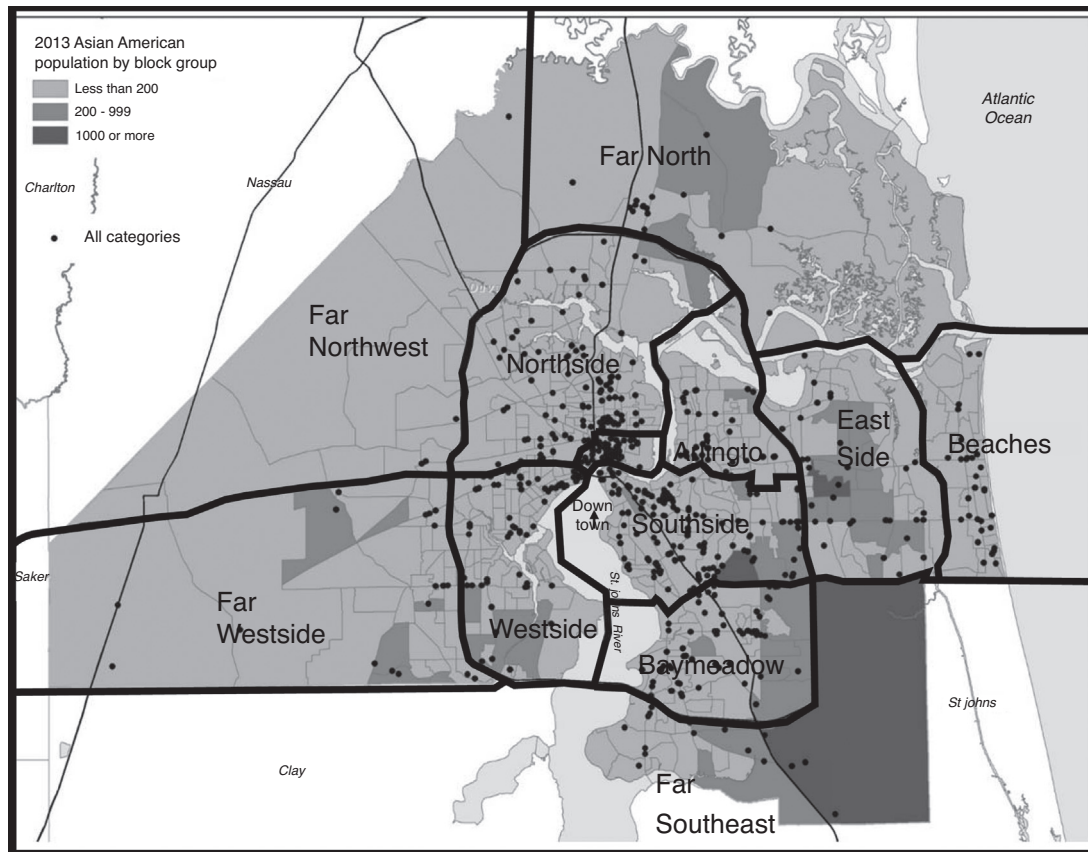 2013 Asian American
population by block group
Less than 200
200 - 999
1000 or more
Atlantic
Ocean
Far North
Charlton
Nassau
All categories
Far
Northwest
Northside
East
Side
Beaches
Arlingto
Down
town
Southside
Saker
Far
Westside
Westside
St. johns River
Baymeadow
St johns
Clay
Far
Southeast